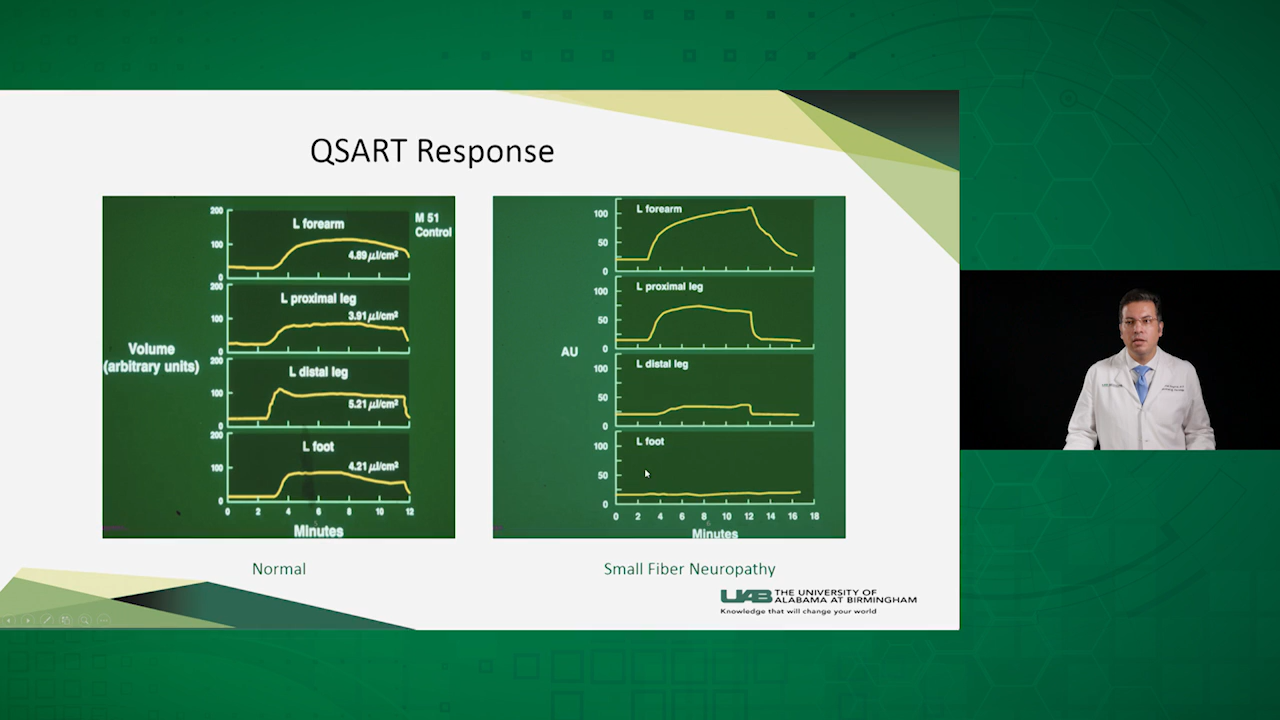 QSART Response
200
100
0
L forearm
4.89 μl/cm²
M 51
Control
200
100
0
L proximal leg
3.91 μl/cm²
Volume
(arbitrary units)
200
100
0
L distal leg
5.21 μl/cm²
200
100
0
L foot
4.21 μl/cm²
0 2 4 6 8 10 12
Minutes
100
50
0
L forearm
100
50
0
L proximal leg
AU
100
50
0
L distal leg
100
50
0
L foot
0 2 4 6 8 10 12 14 16 18
Minutes
Normal
Small Fiber Neuropathy
UAB THE UNIVERSITY OF
ALABAMA AT BIRMINGHAM
Knowledge that will change your world